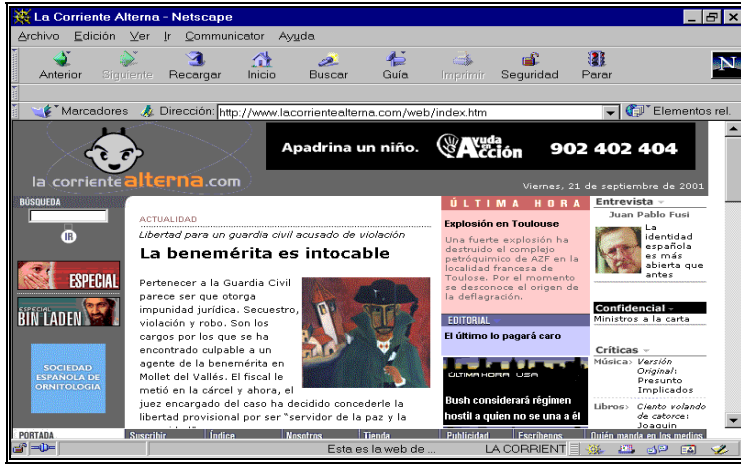 La Corriente Alterna - Netscape
Archivo Edición Ver Ir Communicator Ayuda
Anterior Siguiente Recargar Inicio Buscar Guía Imprimir Seguridad Parar
N
Marcadores Dirección: http://www.lacorrientealterna.com/web/index.htm Elementos rel.
la corriente alterna.com
Apadrina un niño. Ayuda en Acción 902 402 404
Viernes, 21 de septiembre de 2001
BÚSQUEDA
IR
ESPECIAL
ESPECIAL
BIN LADEN
SOCIEDAD
ESPAÑOLA DE
ORNITOLOGIA
PORTADA
ACTUALIDAD
Libertad para un guardia civil acusado de violación
La benemérita es intocable
Pertenecer a la Guardia Civil
parece ser que otorga
impunidad jurídica. Secuestro,
violación y robo. Son los
cargos por los que se ha
encontrado culpable a un
agente de la benemérita en
Mollet del Vallés. El fiscal le
metió en la cárcel y ahora, el
juez encargado del caso ha decidido concederle la
libertad provisional por ser "servidor de la paz y la
ÚLTIMA HORA
Explosión en Toulouse
Una fuerte explosión ha
destruido el complejo
petróquimico de AZF en la
localidad francesa de
Toulose. Por el momento
se desconoce el origen de
la deflagración.
EDITORIAL
El último lo pagará caro
ÚLTIMA HORA USA
Bush considerará régimen
hostil a quien no se una a él
Entrevista
Juan Pablo Fusi
La
identidad
española
es más
abierta que
antes
Confidencial
Ministros a la carta
Críticas
Música: Versión
Original:
Presunto
Implicados
Libros: Ciento volando
de catorce:
Joaquin
Suscribir Índice Nosotros Tienda Publicidad Escríbenos Quién manda en los medios
Esta es la web de ... LA CORRIENT